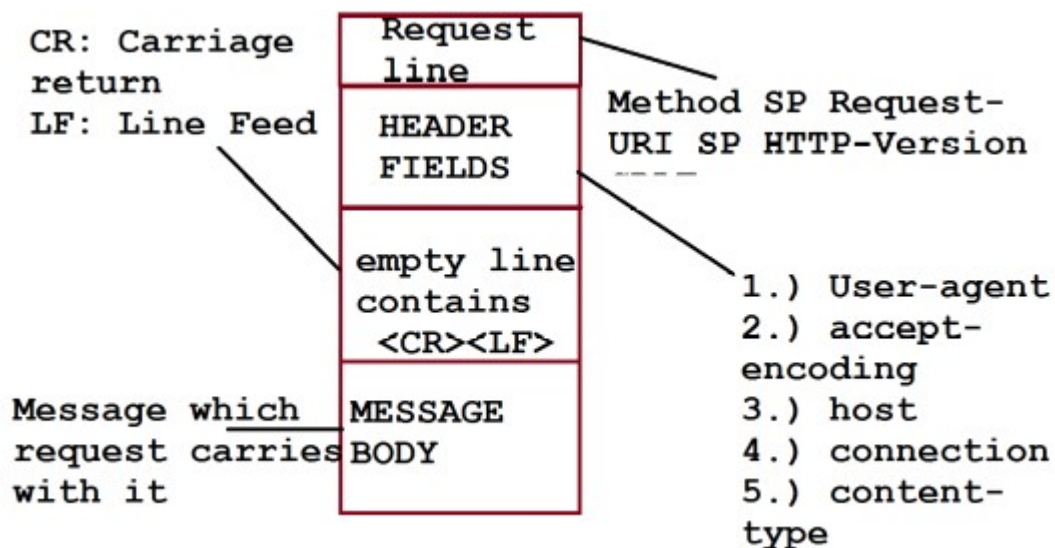 CR: Carriage
return
LF: Line Feed
Request
line
Method SP Request-
URI SP HTTP-Version
HEADER
FIELDS
1.) User-agent
2.) accept-
encoding
3.) host
4.) connection
5.) content-
type
empty line
contains
<CR><LF>
Message which
request carries
with it
MESSAGE
BODY